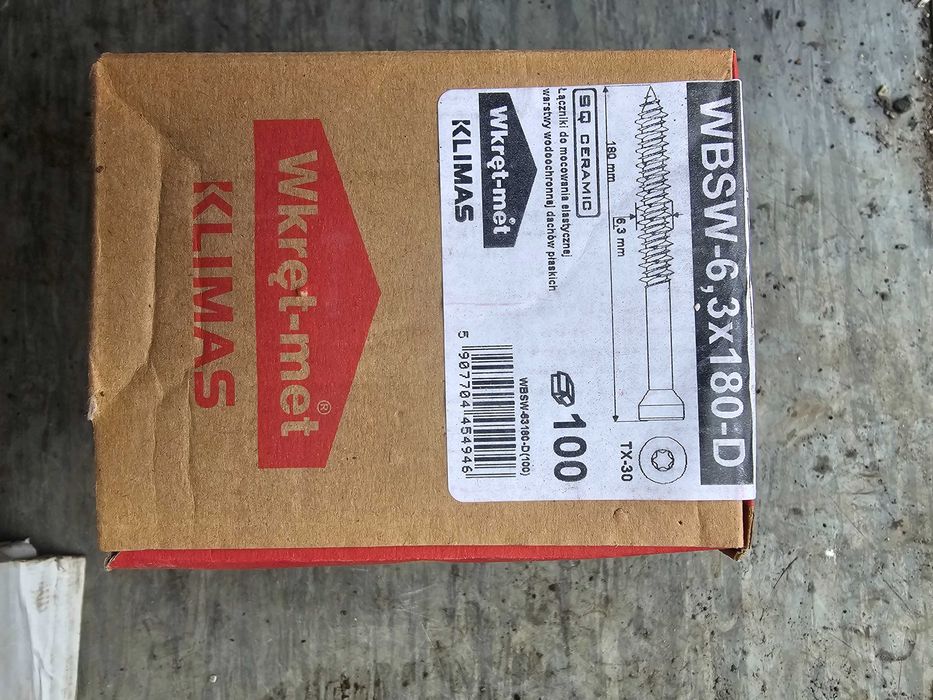 WBSW-6,3x180-D
180 mm
6,3 mm
TX-30
SQ CERAMIC
Łączniki do mocowania elastycznej
warstwy wodoochronnej dachów płaskich
100
WBSW-63180-D(100)
5 907704 454946
Wkręt-met®
KLIMAS
Wkręt-met®
KLIMAS